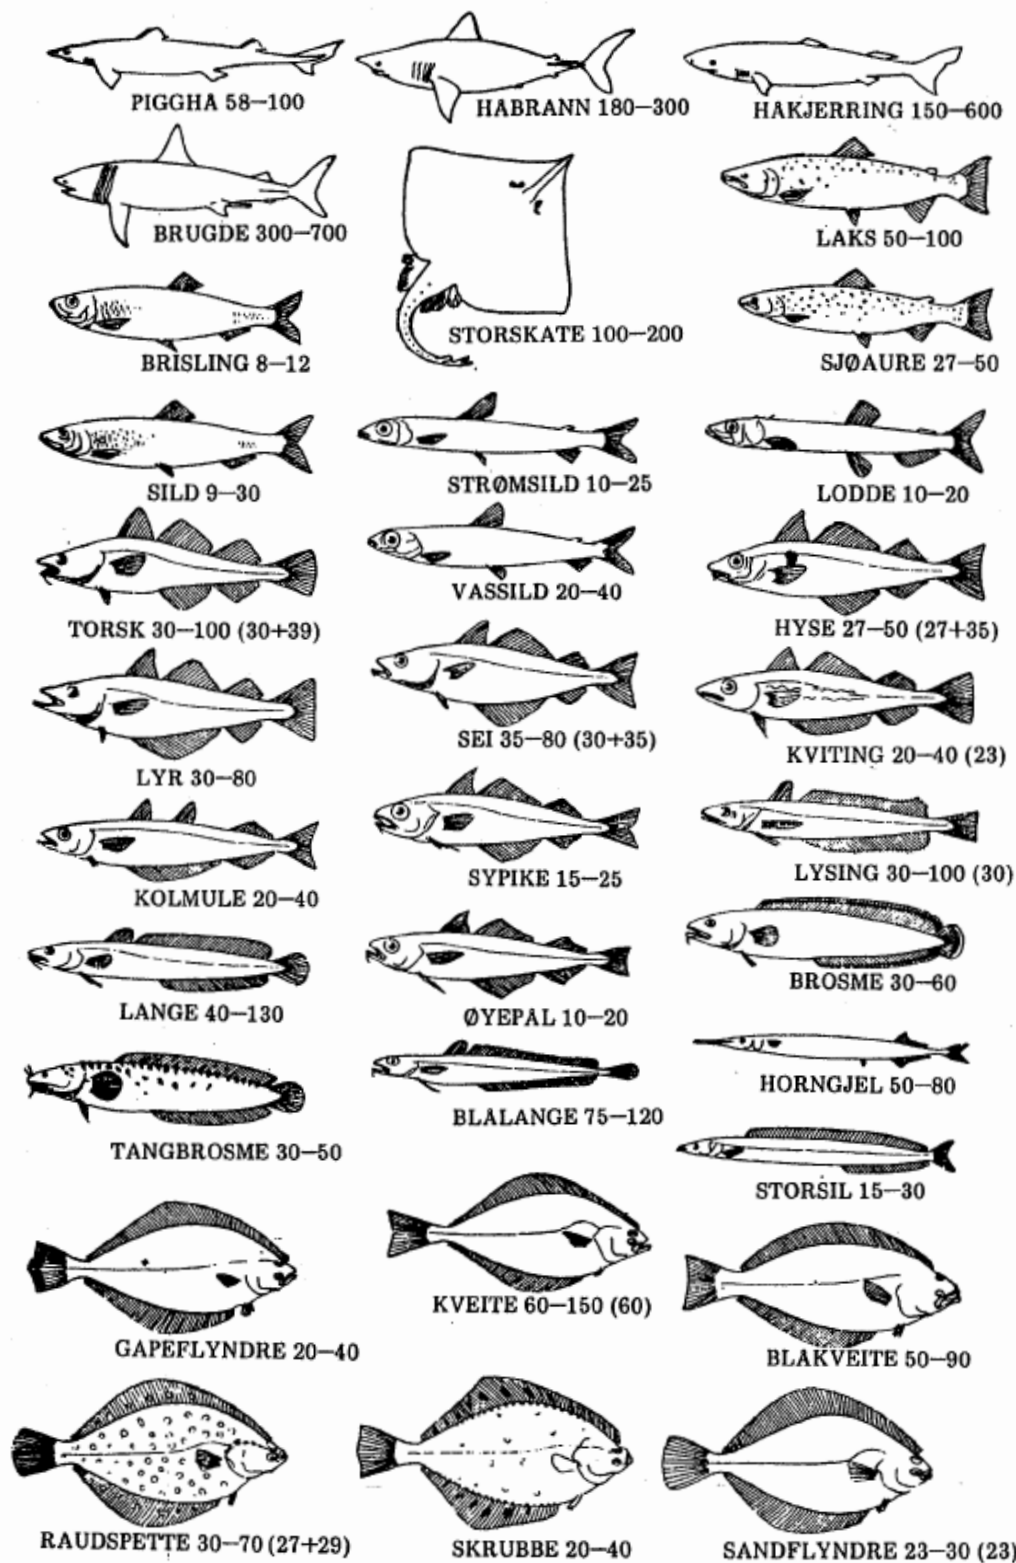 PIGGHA 58—100
HABRANN 180—300
HAKJERRING 150—600
BRUGDE 300—700
STORSKATE 100—200
LAKS 50—100
BRISLING 8—12
SJØAURE 27—50
SILD 9—30
STRØMSILD 10—25
LODDE 10—20
TORSK 30—100 (30+39)
VASSILD 20—40
HYSE 27—50 (27+35)
LYR 30—80
SEI 35—80 (30+35)
KVITING 20—40 (23)
KOLMULE 20—40
SYPIKE 15—25
LYSING 30—100 (30)
LANGE 40—130
ØYEPAL 10—20
BROSME 30—60
TANGBROSME 30—50
BLALANGE 75—120
HORNGJEL 50—80
STORSIL 15—30
GAPEFLYNDRE 20—40
KVEITE 60—150 (60)
BLAKVEITE 50—90
RAUDSPETTE 30—70 (27+29)
SKRUBBE 20—40
SANDFLYNDRE 23—30 (23)